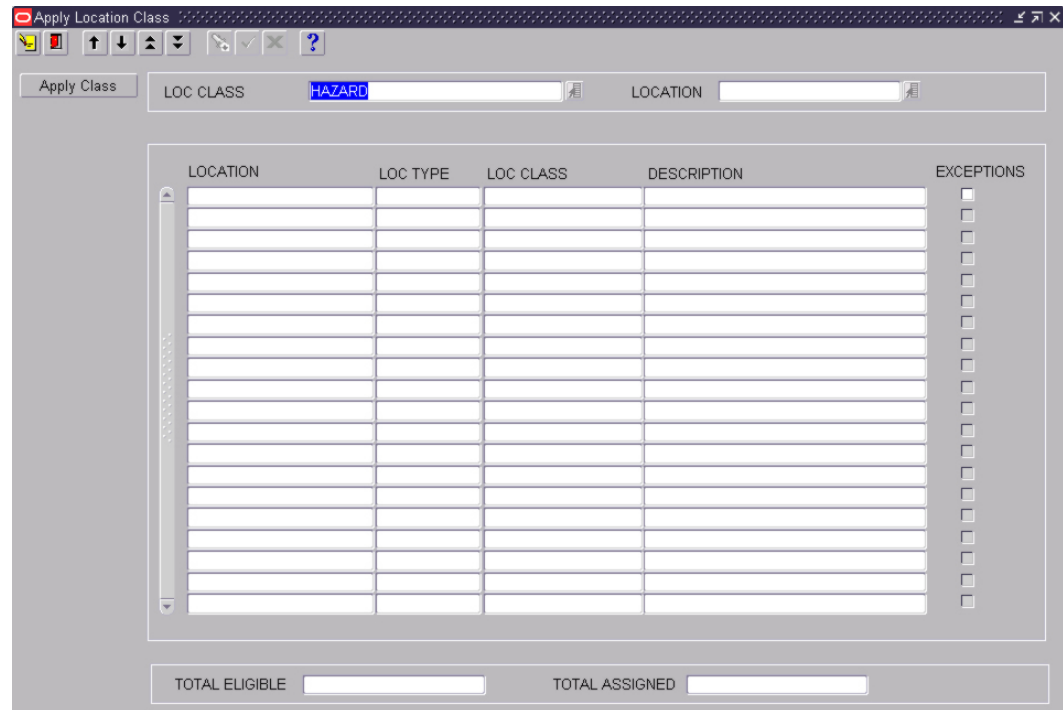 Apply Location Class
?
Apply Class
LOC CLASS HAZARD LOCATION
LOCATION LOC TYPE LOC CLASS DESCRIPTION EXCEPTIONS
TOTAL ELIGIBLE TOTAL ASSIGNED